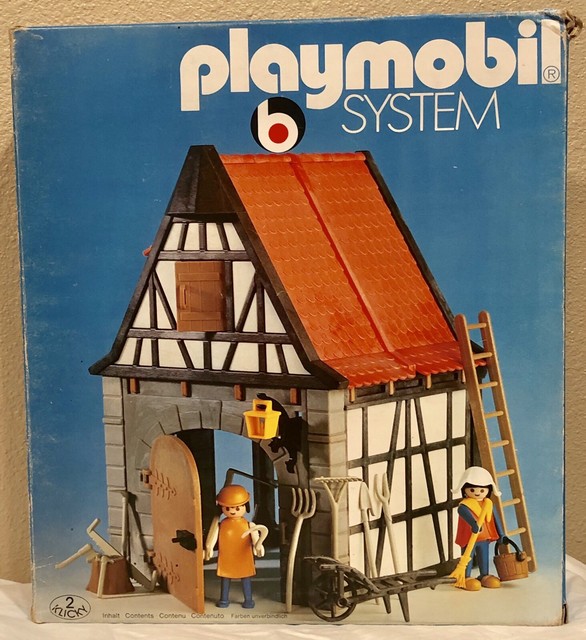 playmobil®
SYSTEM
b
2
KLICKY
Inhalt Contents Contenu Contenuto Farben unverbindlich